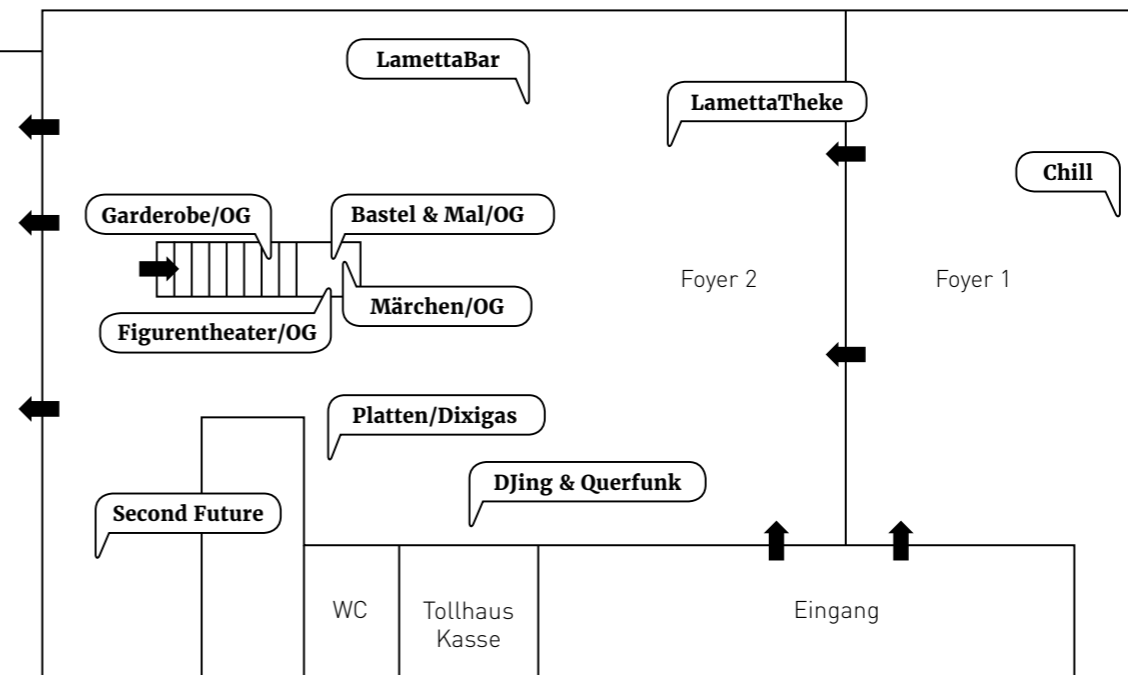 LamettaBar
LamettaTheke
Chill
Garderobe/OG
Bastel & Mal/OG
Foyer 2
Foyer 1
Märchen/OG
Figurentheater/OG
Platten/Dixigas
DJing & Querfunk
Second Future
WC
Tollhaus
Kasse
Eingang